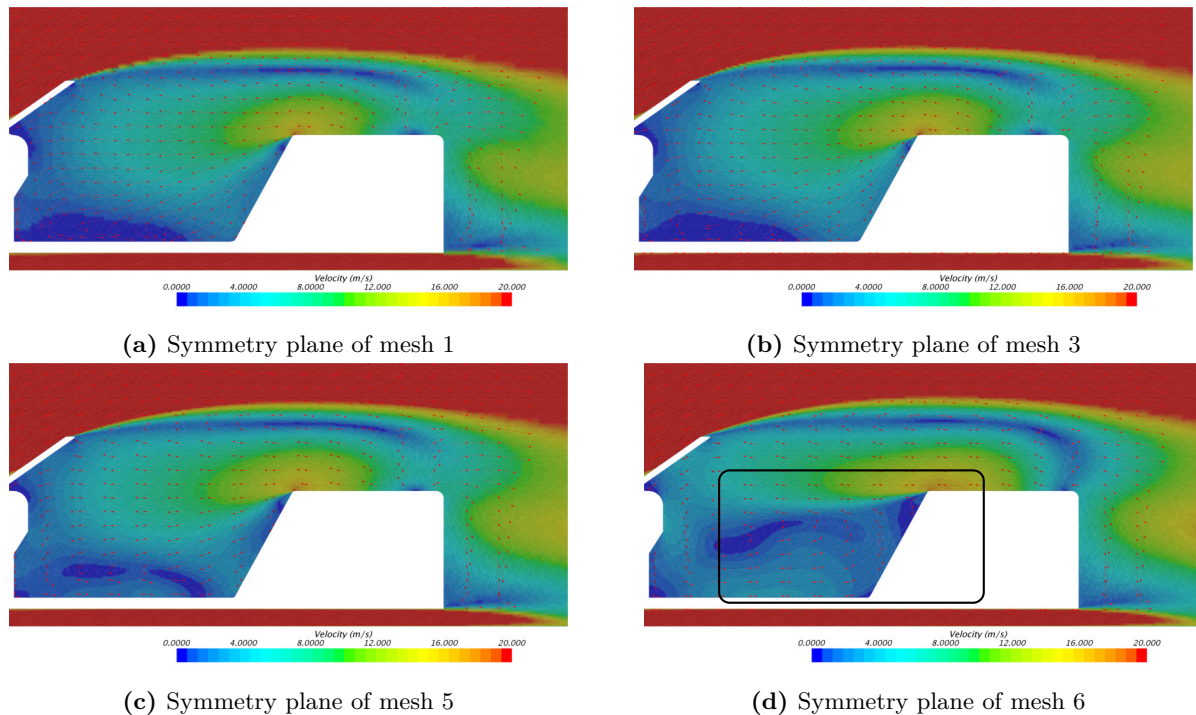 Velocity (m/s)
0.0000 4.0000 8.0000 12.000 16.000 20.000
(a) Symmetry plane of mesh 1
Velocity (m/s)
0.0000 4.0000 8.0000 12.000 16.000 20.000
(b) Symmetry plane of mesh 3
Velocity (m/s)
0.0000 4.0000 8.0000 12.000 16.000 20.000
(c) Symmetry plane of mesh 5
Velocity (m/s)
0.0000 4.0000 8.0000 12.000 16.000 20.000
(d) Symmetry plane of mesh 6